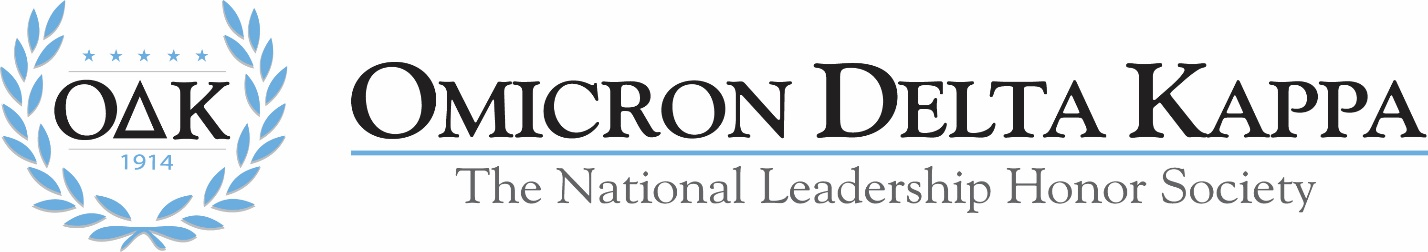 ΟΔΚ
1914
OMICRON DELTA KAPPA
The National Leadership Honor Society